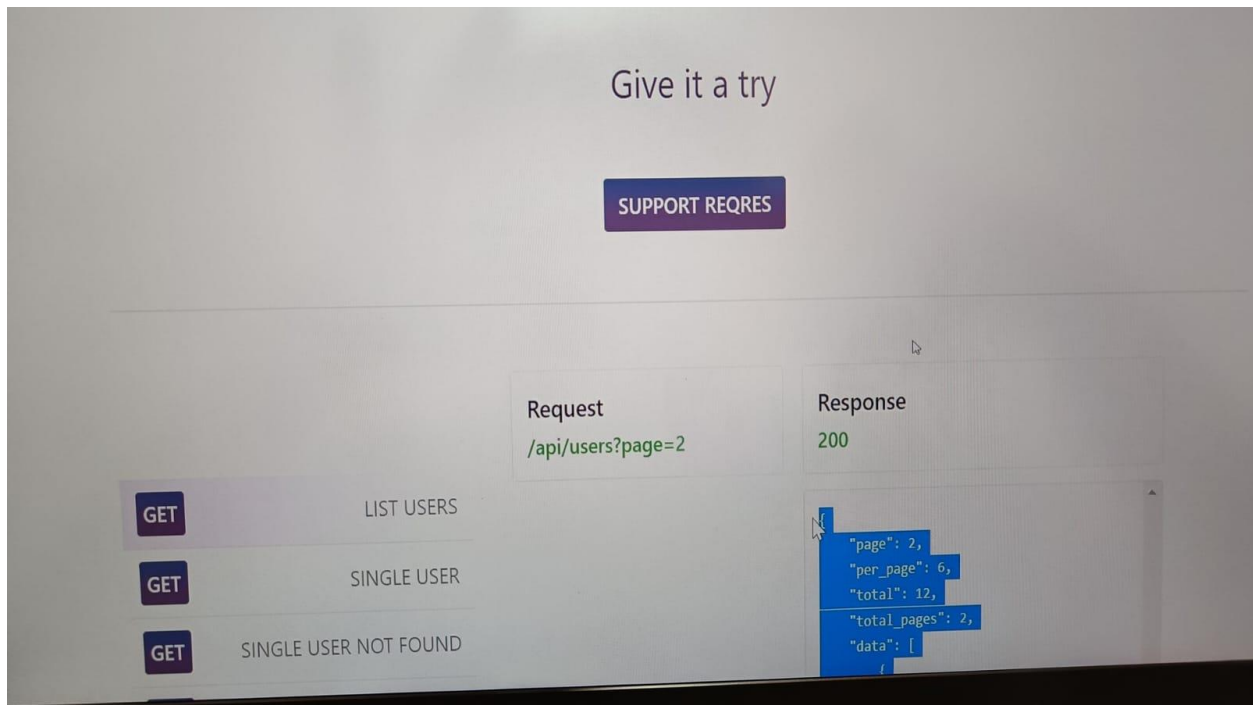 Give it a try
SUPPORT REQRES
Request
/api/users?page=2
Response
200
GET LIST USERS
GET SINGLE USER
GET SINGLE USER NOT FOUND
{
"page": 2,
"per_page": 6,
"total": 12,
"total_pages": 2,
"data": [
{